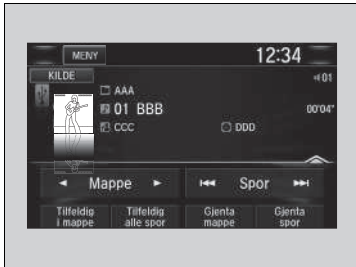 MENY 12:34
KILDE 01
AAA
01 BBB 00'04"
CCC DDD
Mappe Spor
Tilfeldig i mappe Tilfeldig alle spor Gjenta mappe Gjenta spor